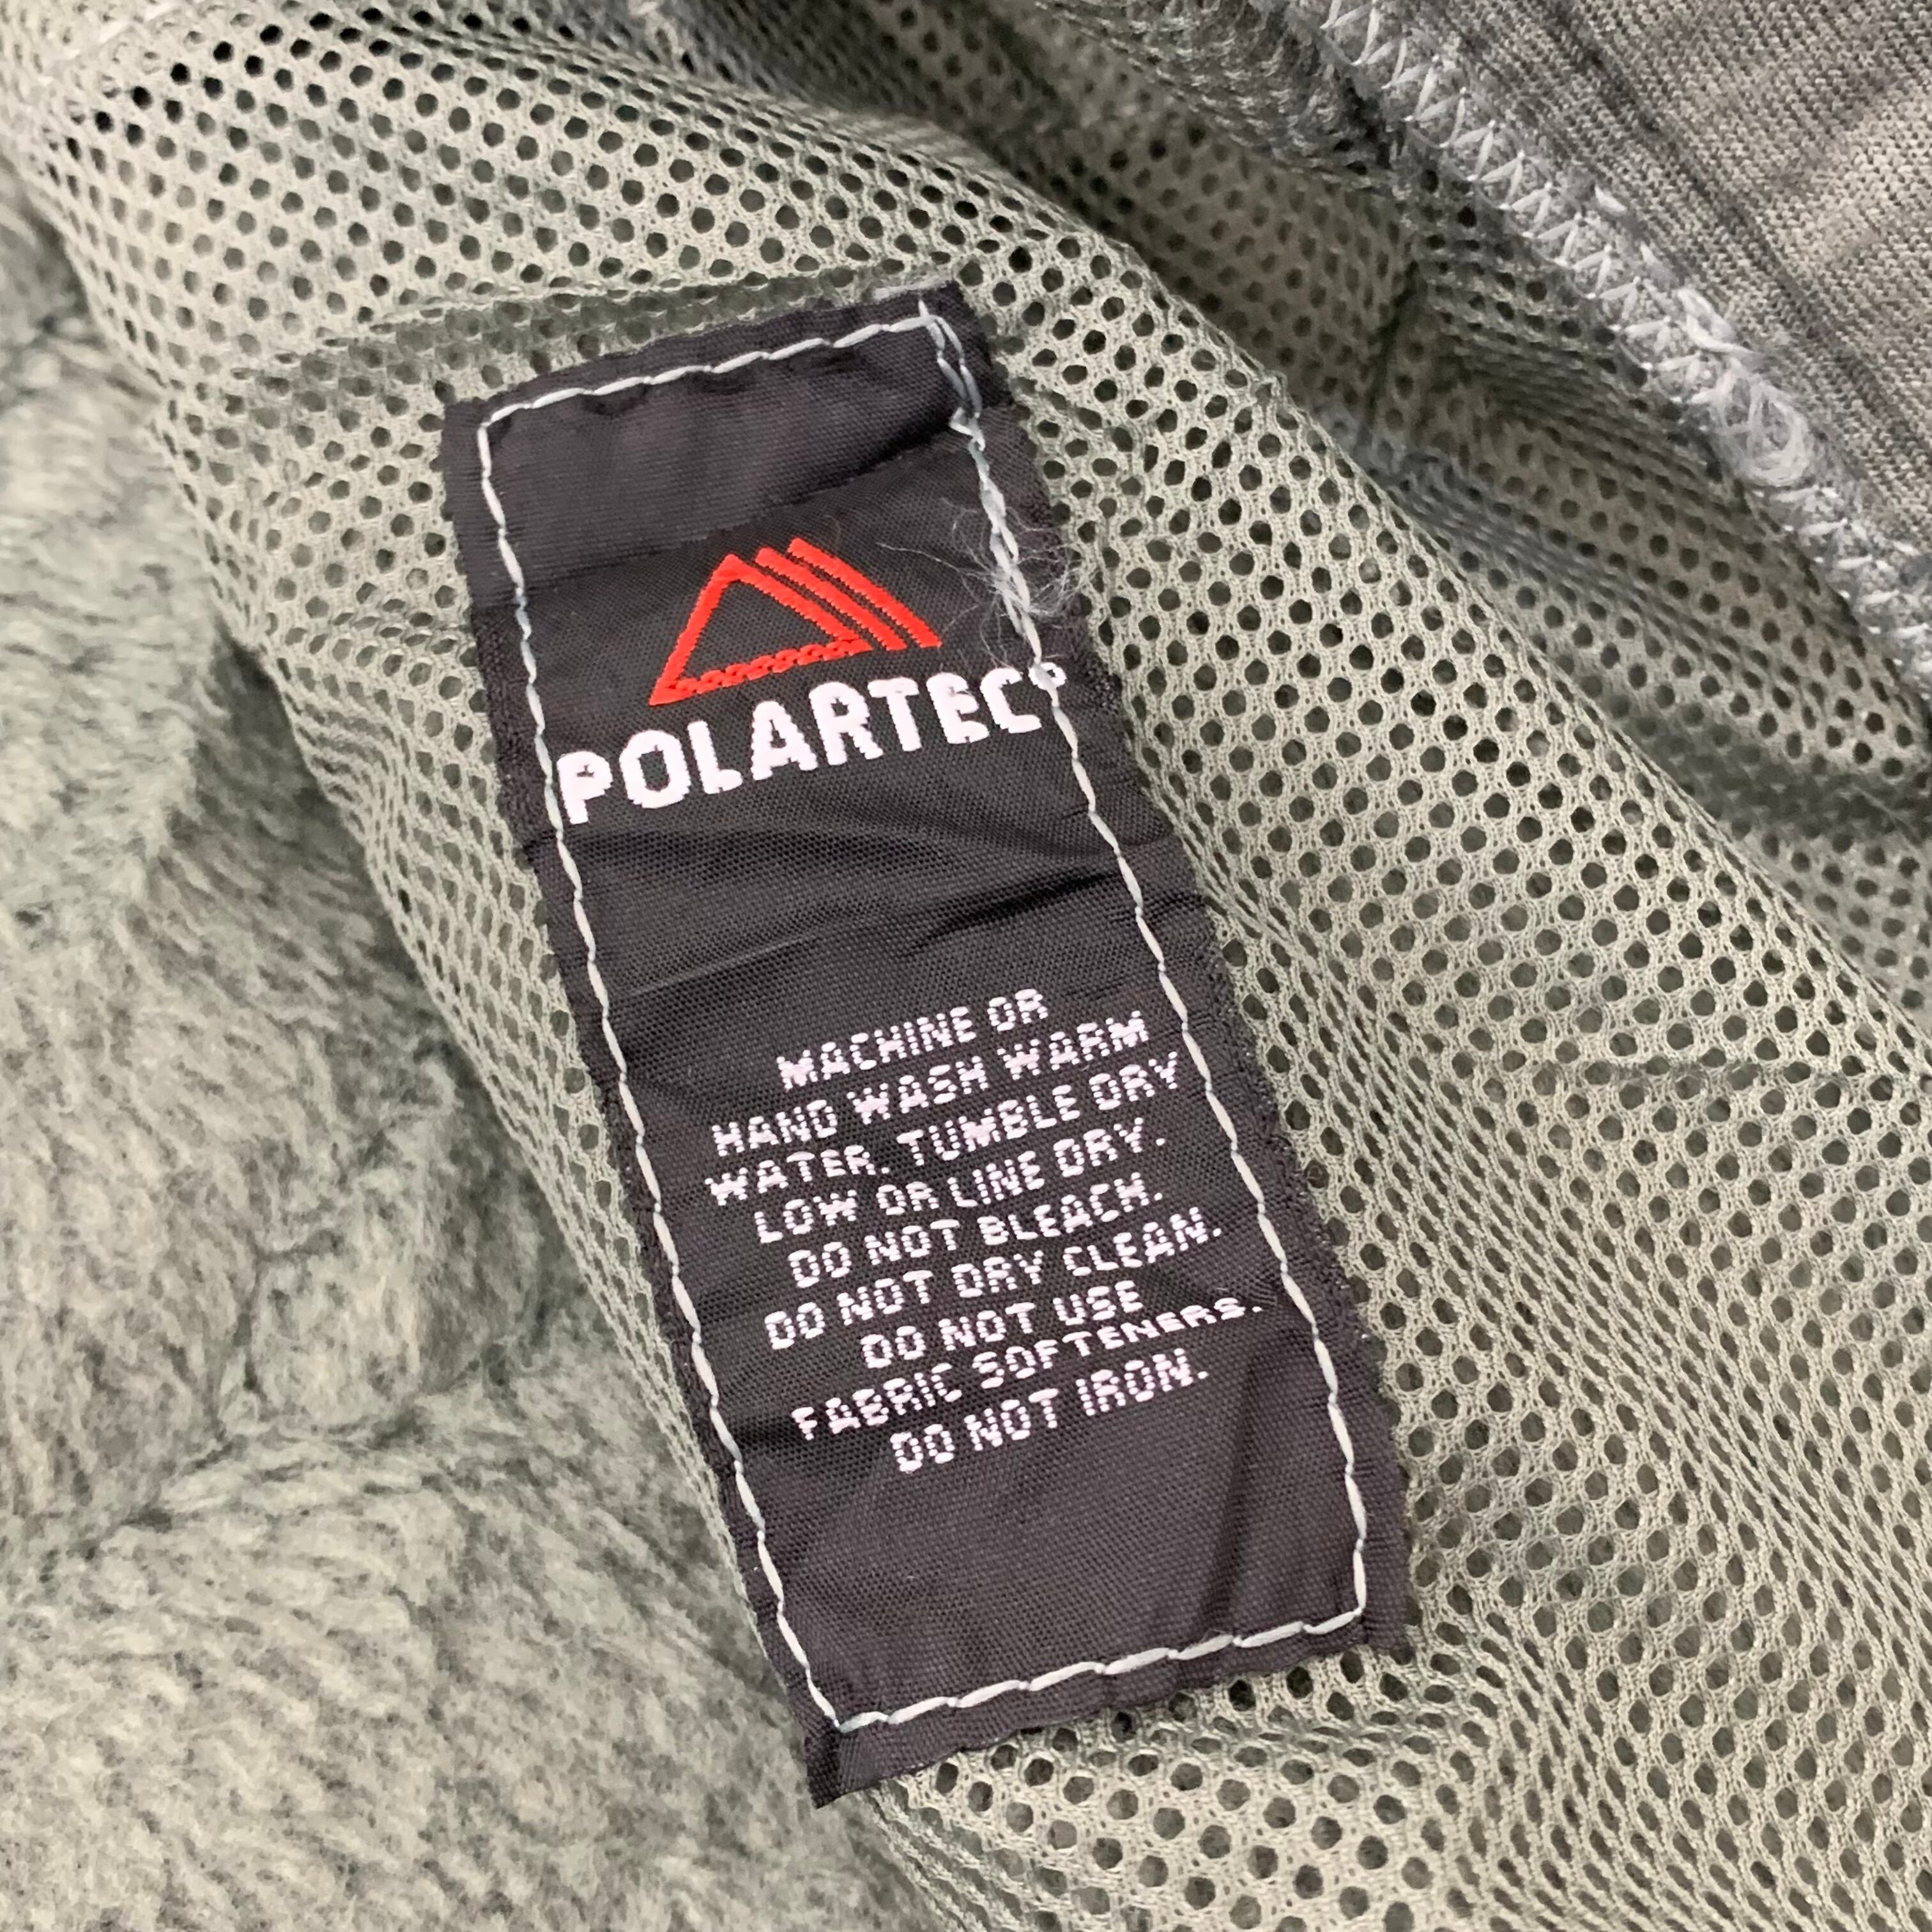 POLARTEC®
MACHINE OR
HAND WASH WARM
WATER. TUMBLE DRY
LOW OR LINE DRY.
DO NOT BLEACH.
DO NOT DRY CLEAN.
DO NOT USE
FABRIC SOFTENERS.
DO NOT IRON.